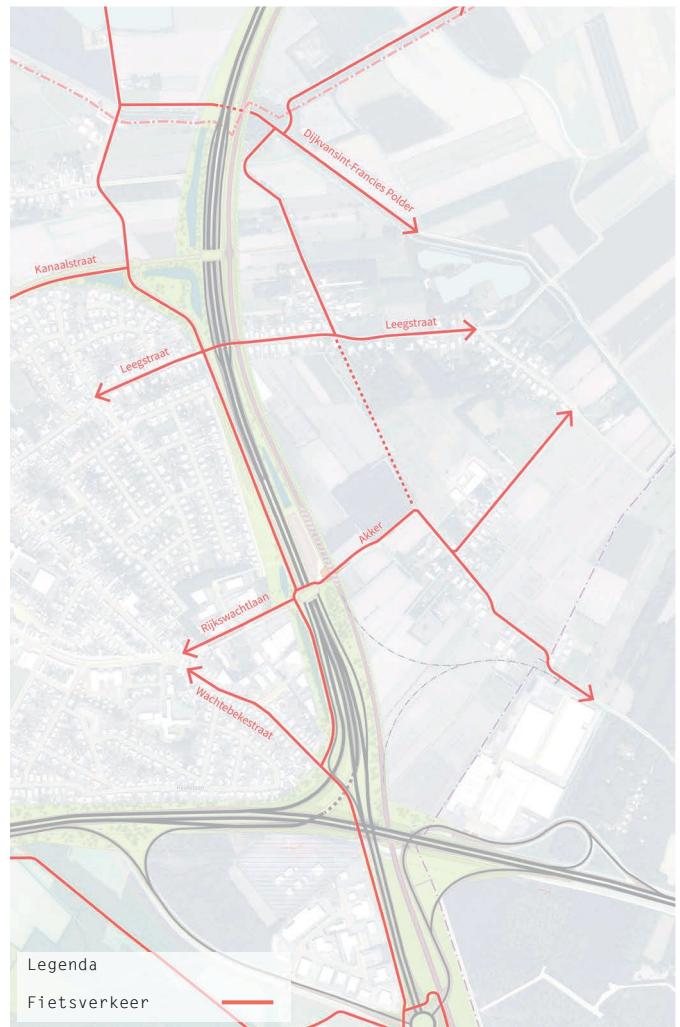 Dijkvansint-Francies Polder
Kanaalstraat
Leegstraat
Leegstraat
Akker
Rijkswachtlaan
Wachtebekestraat
Legenda
Fietsverkeer